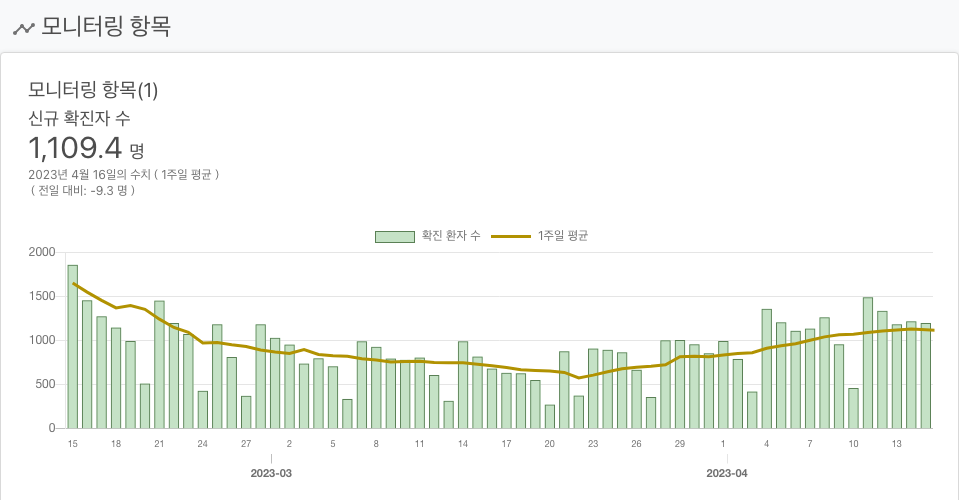 모니터링 항목
모니터링 항목(1)
신규 확진자 수
1,109.4 명
2023년 4월 16일의 수치 ( 1주일 평균 )
( 전일 대비: -9.3 명 )
확진 환자 수 1주일 평균
2000
1500
1000
500
0
15 18 21 24 27 2 5 8 11 14 17 20 23 26 29 1 4 7 10 13
2023-03 2023-04